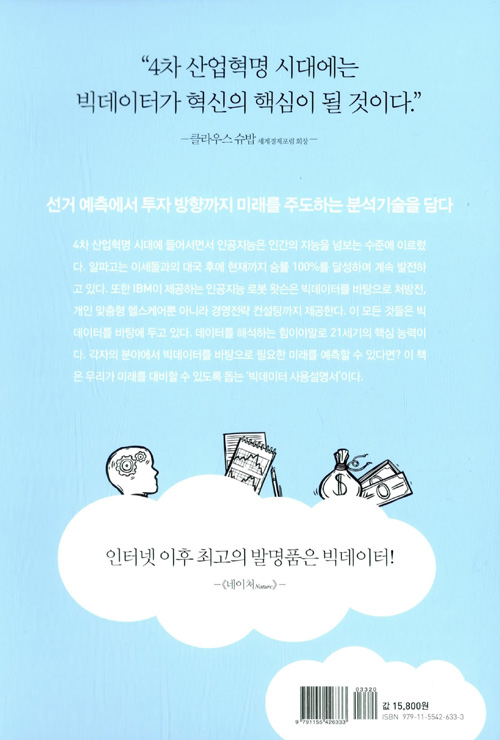 “4차 산업혁명 시대에는
빅데이터가 혁신의 핵심이 될 것이다.”
– 클라우스 슈밥 세계경제포럼 회장 –
선거 예측에서 투자 방향까지 미래를 주도하는 분석기술을 담다
4차 산업혁명 시대에 들어서면서 인공지능은 인간의 지능을 넘보는 수준에 이르렀
다. 알파고는 이세돌과의 대국 후에 현재까지 승률 100%를 달성하며 계속 발전하
고 있다. 또한 IBM이 제공하는 인공지능 로봇 왓슨은 빅데이터를 바탕으로 처방전,
개인 맞춤형 헬스케어뿐 아니라 경영전략 컨설팅까지 제공한다. 이 모든 것들은 빅
데이터를 바탕에 두고 있다. 데이터를 해석하는 힘이야말로 21세기의 핵심 능력이
다. 각자의 분야에서 빅데이터를 바탕으로 필요한 미래를 예측할 수 있다면? 이 책
은 우리가 미래를 대비할 수 있도록 돕는 ‘빅데이터 사용설명서’이다.
인터넷 이후 최고의 발명품은 빅데이터!
– 《네이처Nature》 –
03320
9791155426333
값 15,800원
ISBN 979-11-5542-633-3